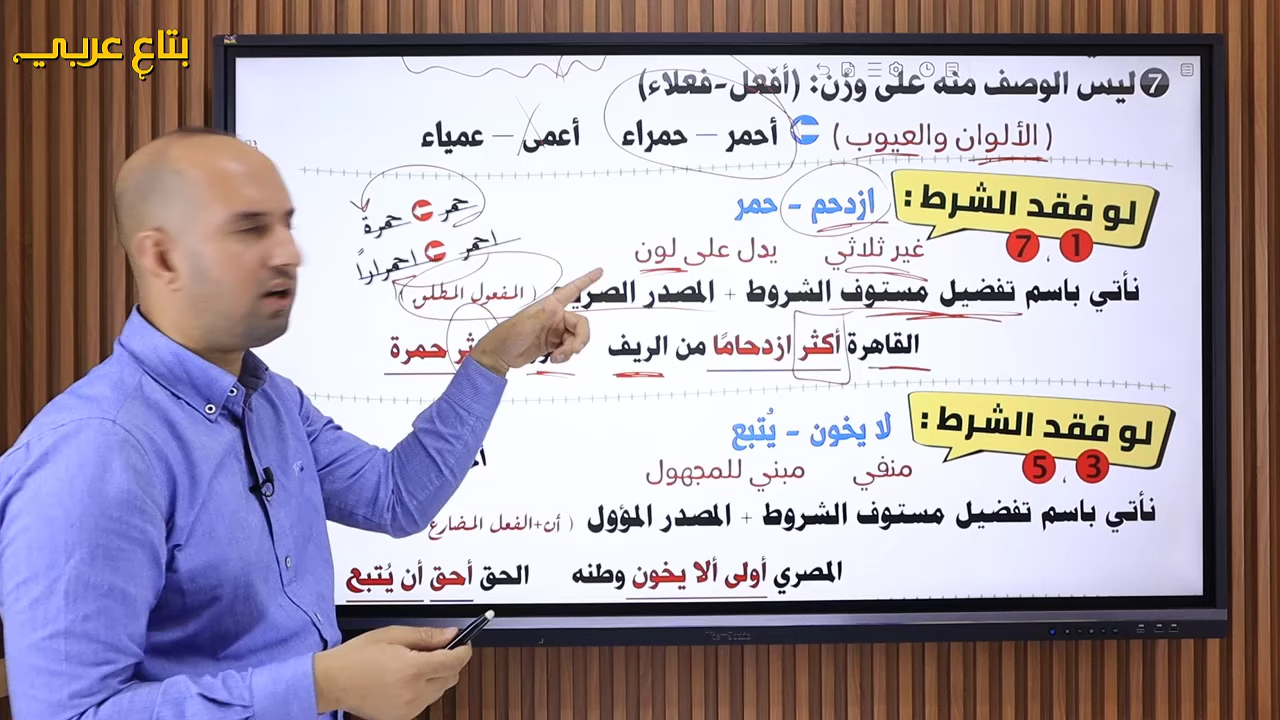 بتاع عربي
7 ليس الوصف منه على وزن: (أفعل-فعلاء)
(الألوان والعيوب) أحمر – حمراء أعمى – عمياء
لو فقد الشرط :
1 ، 7
ازدحم - حمر
حمر حمرة
احمر احمراراً
غير ثلاثي يدل على لون
نأتي باسم تفضيل مستوف الشروط + المصدر الصريح ( المفعول المطلق )
القاهرة أكثر ازدحامًا من الريف حمرة
لو فقد الشرط :
3 ، 5
لا يخون - يُتبع
منفي مبني للمجهول
نأتي باسم تفضيل مستوف الشروط + المصدر المؤول ( أن+الفعل المضارع
المصري أولى ألا يخون وطنه الحق أحق أن يُتبع